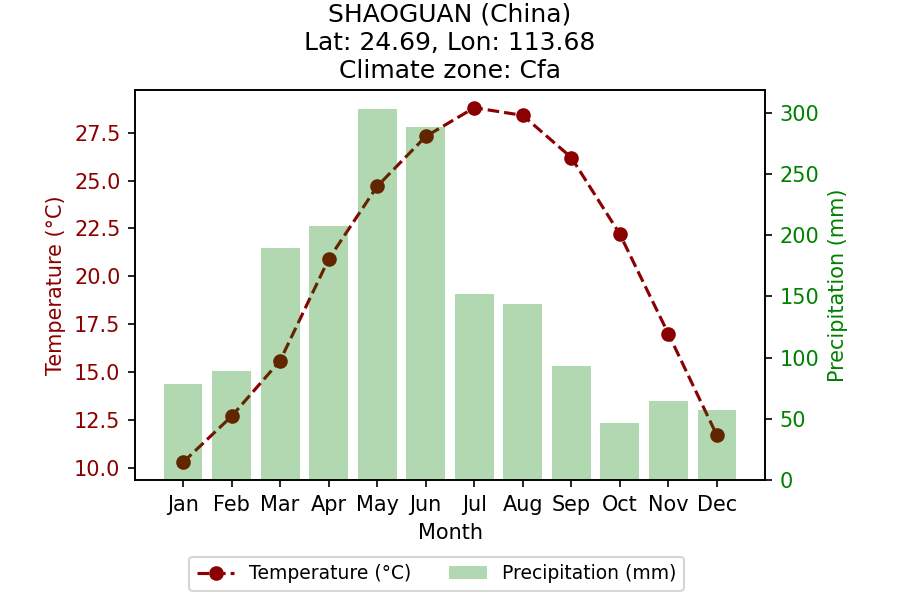 SHAOGUAN (China)
Lat: 24.69, Lon: 113.68
Climate zone: Cfa
27.5
25.0
22.5
20.0
17.5
15.0
12.5
10.0
Temperature (°C)
300
250
200
150
100
50
0
Precipitation (mm)
Jan Feb Mar Apr May Jun Jul Aug Sep Oct Nov Dec
Month
Temperature (°C) Precipitation (mm)